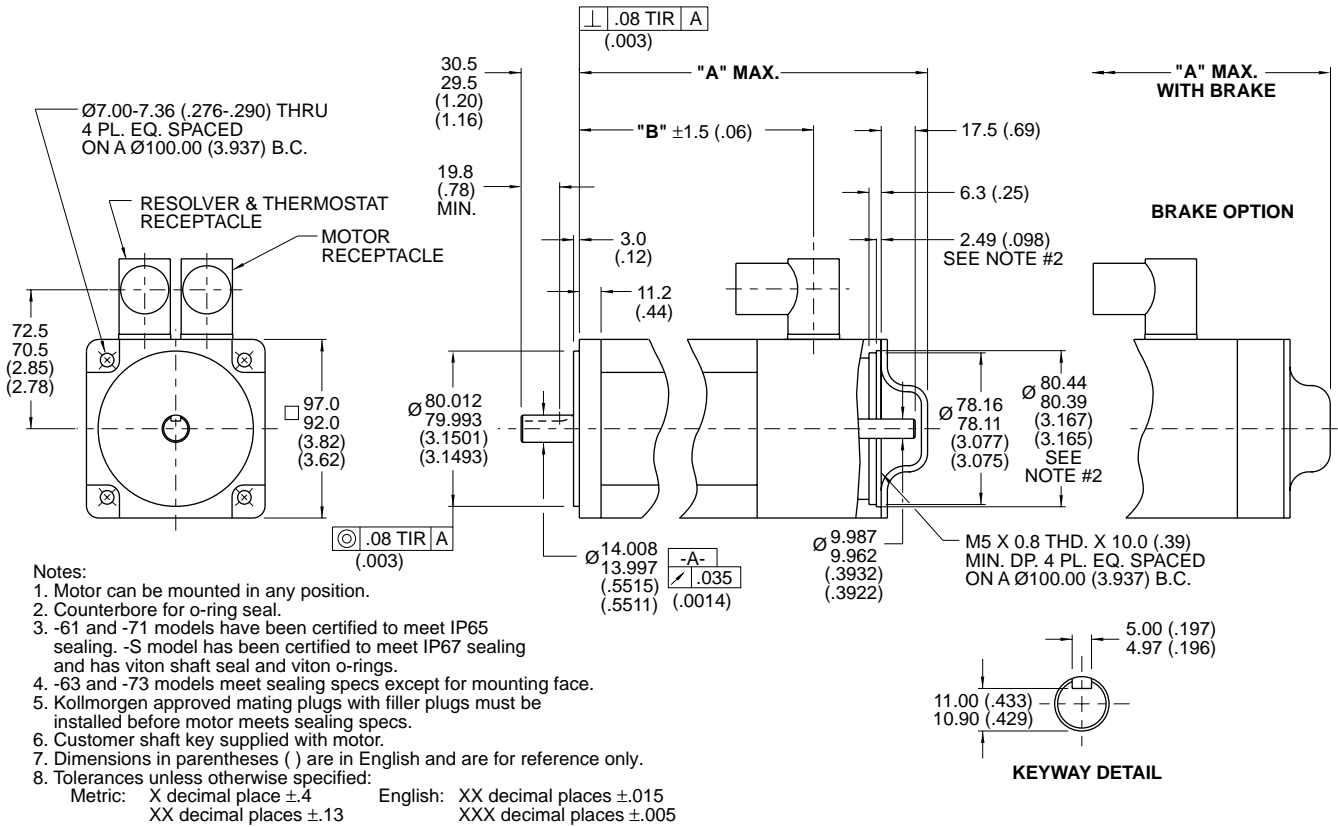 ⊥ .08 TIR A
(.003)
"A" MAX.
30.5
29.5
(1.20)
(1.16)
"A" MAX.
WITH BRAKE
Ø7.00-7.36 (.276-.290) THRU
4 PL. EQ. SPACED
ON A Ø100.00 (3.937) B.C.
"B" ±1.5 (.06)
17.5 (.69)
19.8
(.78)
MIN.
6.3 (.25)
RESOLVER & THERMOSTAT
RECEPTACLE
BRAKE OPTION
MOTOR
RECEPTACLE
3.0
(.12)
2.49 (.098)
SEE NOTE #2
11.2
(.44)
72.5
70.5
(2.85)
(2.78)
□ 97.0
92.0
(3.82)
(3.62)
Ø 80.012
79.993
(3.1501)
(3.1493)
Ø 78.16
78.11
(3.077)
(3.075)
Ø 80.44
80.39
(3.167)
(3.165)
SEE
NOTE #2
◎ .08 TIR A
(.003)
Ø 14.008
13.997
(.5515)
(.5511)
-A-
↗ .035
(.0014)
Ø 9.987
9.962
(.3932)
(.3922)
M5 X 0.8 THD. X 10.0 (.39)
MIN. DP. 4 PL. EQ. SPACED
ON A Ø100.00 (3.937) B.C.
Notes:
1. Motor can be mounted in any position.
2. Counterbore for o-ring seal.
3. -61 and -71 models have been certified to meet IP65
sealing. -S model has been certified to meet IP67 sealing
and has viton shaft seal and viton o-rings.
4. -63 and -73 models meet sealing specs except for mounting face.
5. Kollmorgen approved mating plugs with filler plugs must be
installed before motor meets sealing specs.
6. Customer shaft key supplied with motor.
7. Dimensions in parentheses ( ) are in English and are for reference only.
8. Tolerances unless otherwise specified:
Metric: X decimal place ±.4 English: XX decimal places ±.015
XX decimal places ±.13 XXX decimal places ±.005
5.00 (.197)
4.97 (.196)
11.00 (.433)
10.90 (.429)
KEYWAY DETAIL